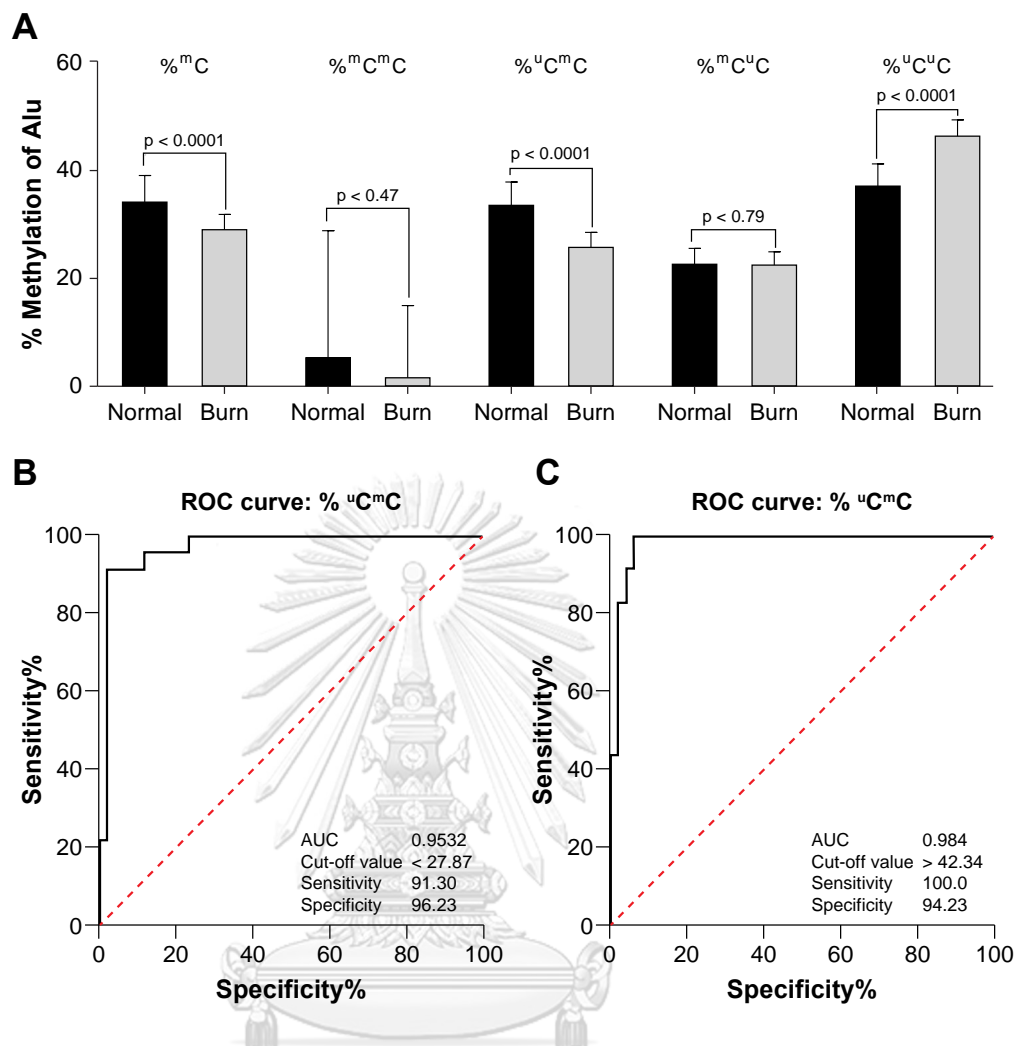 A
% Methylation of Alu
60
40
20
0
%ᵐC
%ᵐCᵐC
%ᵘCᵐC
%ᵐCᵘC
%ᵘCᵘC
p < 0.0001
p < 0.47
p < 0.0001
p < 0.79
p < 0.0001
Normal Burn Normal Burn Normal Burn Normal Burn Normal Burn
B
ROC curve: % ᵘCᵐC
Sensitivity%
100
80
60
40
20
0
AUC 0.9532
Cut-off value < 27.87
Sensitivity 91.30
Specificity 96.23
0 20 40 60 80 100
Specificity%
C
ROC curve: % ᵘCᵐC
Sensitivity%
100
80
60
40
20
0
AUC 0.984
Cut-off value > 42.34
Sensitivity 100.0
Specificity 94.23
0 20 40 60 80 100
Specificity%